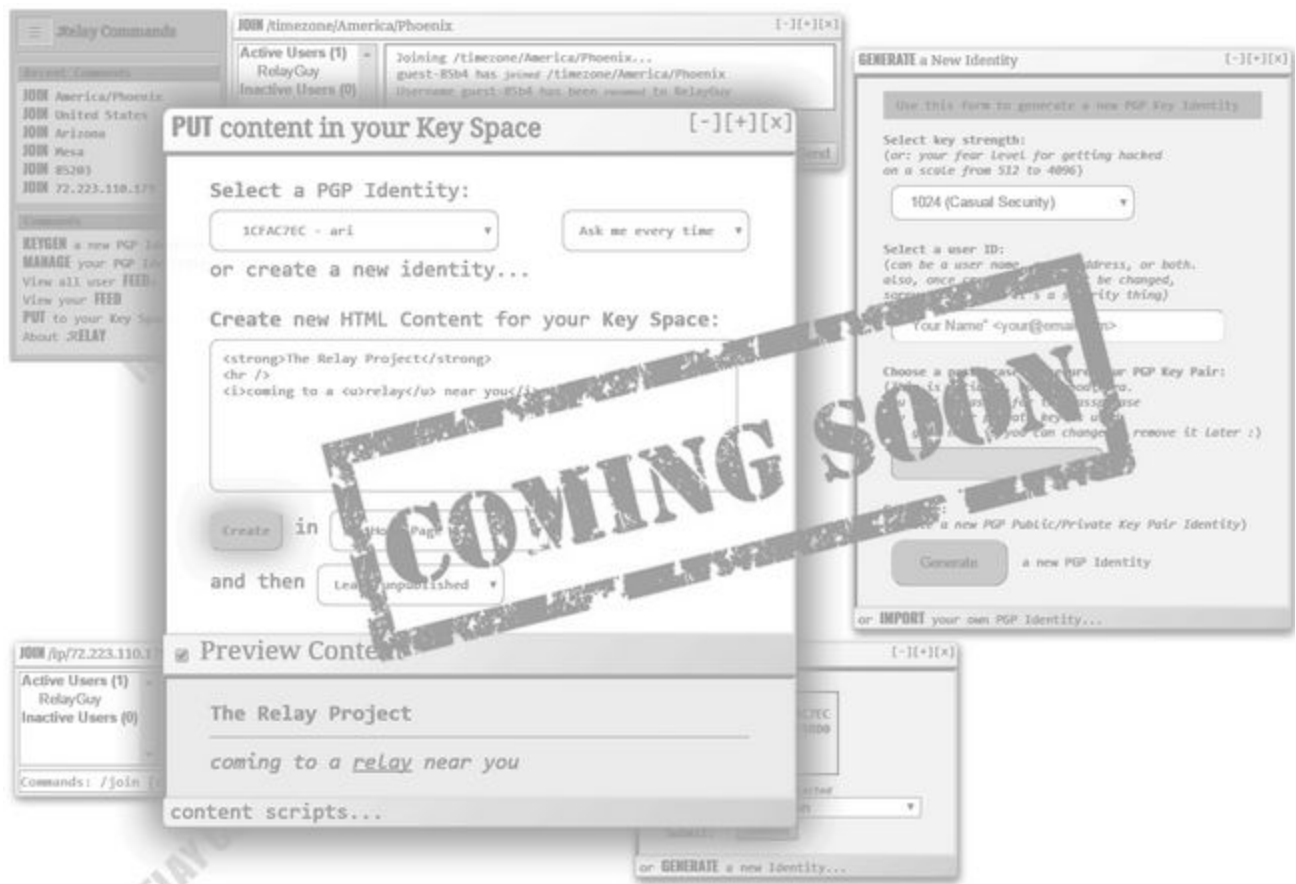 Relay Commands
Recent Comments
JOIN America/Phoenix
JOIN United States
JOIN Arizona
JOIN Mesa
JOIN 85203
JOIN 72.223.110.17
Commands
KEYGEN a new PGP
MANAGE your PGP
View all user FEED
View your FEED
PUT to your Key
About :RELAY
JOIN /timezone/America/Phoenix
[-][+][x]
Active Users (1)
RelayGuy
Inactive Users (0)
Joining /timezone/America/Phoenix...
guest-85b4 has joined /timezone/America/Phoenix
Username guest-85b4 has been renamed to RelayGuy
Send
PUT content in your Key Space
[-][+][x]
Select a PGP Identity:
1CFAC7EC - ari
Ask me every time
or create a new identity...
Create new HTML Content for your Key Space:
<strong>The Relay Project</strong>
<hr />
<i>coming to a <u>relay</u> near you</i>
Create in Page
and then unpublished
Preview Content
The Relay Project
coming to a relay near you
content scripts...
COMING SOON
GENERATE a New Identity
[-][+][x]
Use this form to generate a new PGP Key Identity
Select key strength:
(or: your fear level for getting hacked
on a scale from 512 to 4096)
1024 (Casual Security)
Select a user ID:
(can be a user name, address, or both.
also, once be changed,
a security thing)
Your Name" <your@email
Choose a PGP Key Pair:
you can change remove it later :)
a new PGP Public/Private Key Pair Identity)
Generate a new PGP Identity
or IMPORT your own PGP Identity...
JOIN /ip/72.223.110.1
Active Users (1)
RelayGuy
Inactive Users (0)
Commands: /join
[-][+][x]
or GENERATE a new Identity...